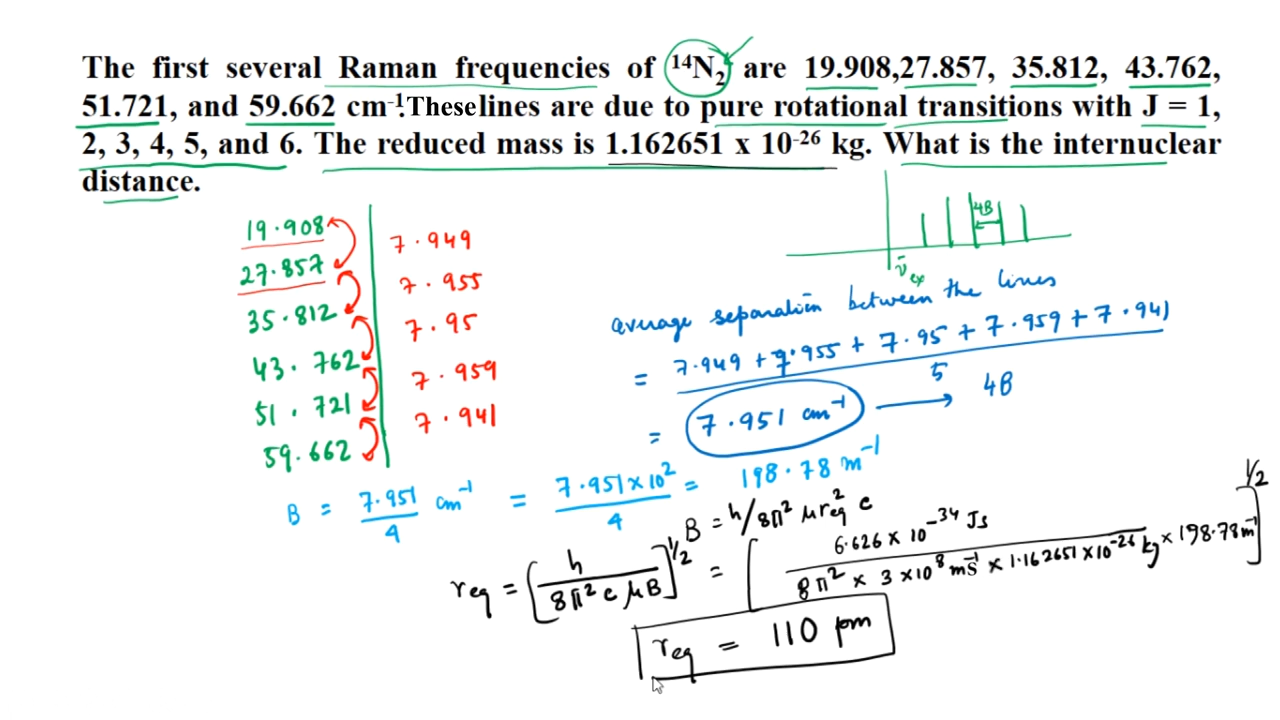 The first several Raman frequencies of ¹⁴N₂ are 19.908,27.857, 35.812, 43.762,
51.721, and 59.662 cm⁻¹.These lines are due to pure rotational transitions with J = 1,
2, 3, 4, 5, and 6. The reduced mass is 1.162651 x 10⁻²⁶ kg. What is the internuclear
distance.
19.908
27.857
35.812
43.762
51.721
59.662
7.949
7.955
7.95
7.959
7.941
4B
ν̄ex
average separation between the lines
= 7.949 + 7.955 + 7.95 + 7.959 + 7.941 / 5
= 7.951 cm⁻¹ → 4B
B = 7.951/4 cm⁻¹ = 7.951 x 10²/4 = 198.78 m⁻¹
B = h/8π² μ r²eq c
req = [h / 8π² c μ B]^1/2 = [6.626 x 10⁻³⁴ Js / 8π² x 3 x 10⁸ ms⁻¹ x 1.162651 x 10⁻²⁶ kg x 198.78 m⁻¹]^1/2
req = 110 pm